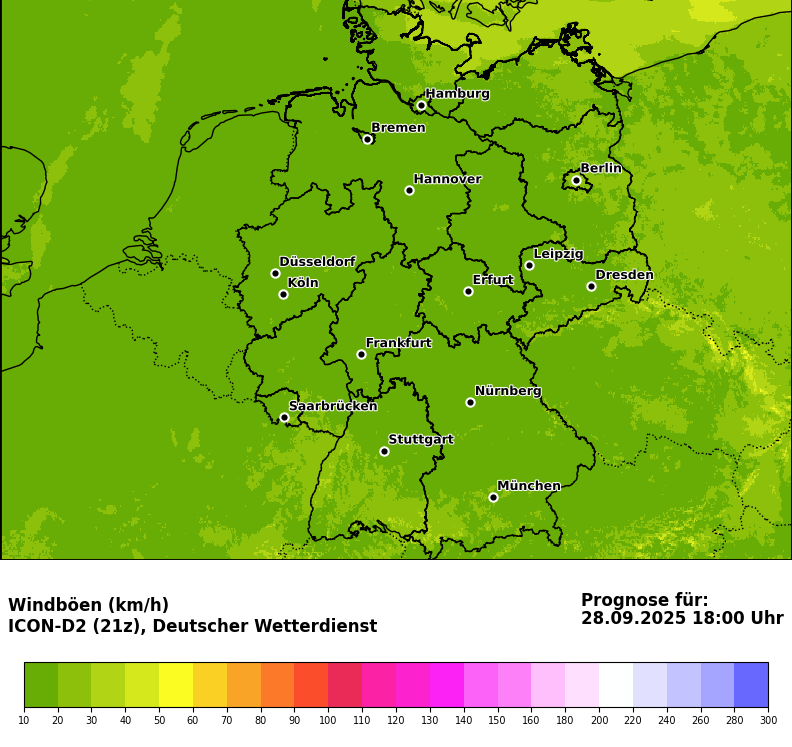 Hamburg
Bremen
Berlin
Hannover
Leipzig
Düsseldorf
Dresden
Köln
Erfurt
Frankfurt
Nürnberg
Saarbrücken
Stuttgart
München
Windböen (km/h)
ICON-D2 (21z), Deutscher Wetterdienst
Prognose für:
28.09.2025 18:00 Uhr
10 20 30 40 50 60 70 80 90 100 110 120 130 140 150 160 180 200 220 240 260 280 300